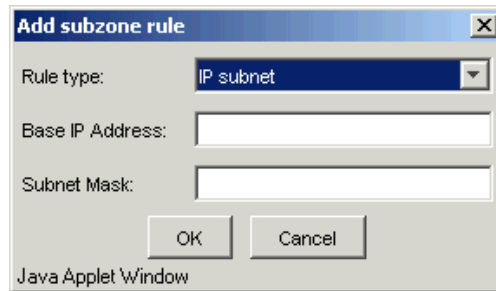 Add subzone rule
Rule type: IP subnet
Base IP Address:
Subnet Mask:
OK Cancel
Java Applet Window